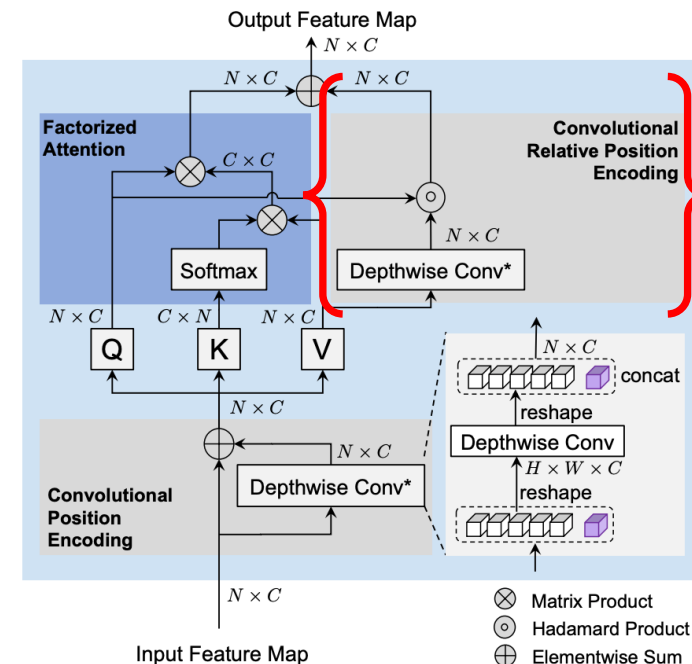 Output Feature Map
N × C
N × C
N × C
Factorized
Attention
Convolutional
Relative Position
Encoding
C × C
N × C
Softmax
Depthwise Conv*
N × C
C × N
N × C
Q
K
V
N × C
concat
reshape
N × C
Depthwise Conv
N × C
H × W × C
Depthwise Conv*
reshape
Convolutional
Position
Encoding
N × C
Matrix Product
Hadamard Product
Elementwise Sum
Input Feature Map